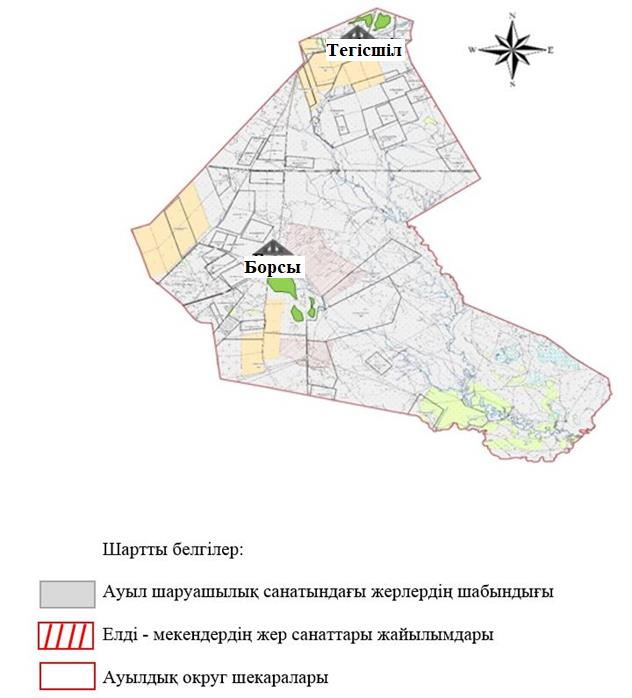 N
W E
S
Тегісшіл
Борсы
Шартты белгілер:
Ауыл шаруашылық санатындағы жерлердің шабындығы
Елді - мекендердің жер санаттары жайылымдары
Ауылдық округ шекаралары